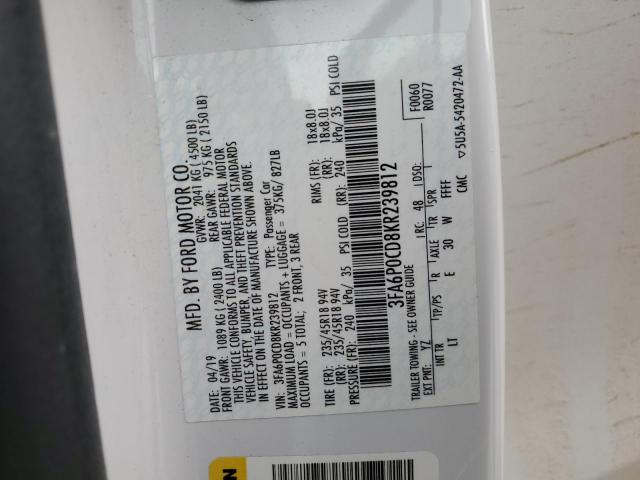 MFD. BY FORD MOTOR CO.
DATE: 04/19 GVWR: 2041 KG ( 4500 LB)
FRONT GAWR: 1089 KG ( 2400 LB) REAR GAWR: 975 KG ( 2150 LB)
THIS VEHICLE CONFORMS TO ALL APPLICABLE FEDERAL MOTOR
VEHICLE SAFETY, BUMPER, AND THEFT PREVENTION STANDARDS
IN EFFECT ON THE DATE OF MANUFACTURE SHOWN ABOVE.
VIN: 3FA6P0CD8KR239812 TYPE: Passenger Car
MAXIMUM LOAD = OCCUPANTS + LUGGAGE = 375KG/ 827LB
OCCUPANTS = 5 TOTAL; 2 FRONT, 3 REAR
TIRE (FR): 235/45R18 94V RIMS (FR): 18x8.0J
(RR): 235/45R18 94V (RR): 18x8.0J
PRESSURE (FR): 240 kPa/ 35 PSI COLD (RR): 240 kPa/ 35 PSI COLD
3FA6P0CD8KR239812
TRAILER TOWING - SEE OWNER GUIDE
F0060
EXT PNT: YZ RC: 48 DSO: R0077
INT TR TP/PS R AXLE TR SPR
LT E 30 W FFFF
GMC 5U5A-5420472-AA